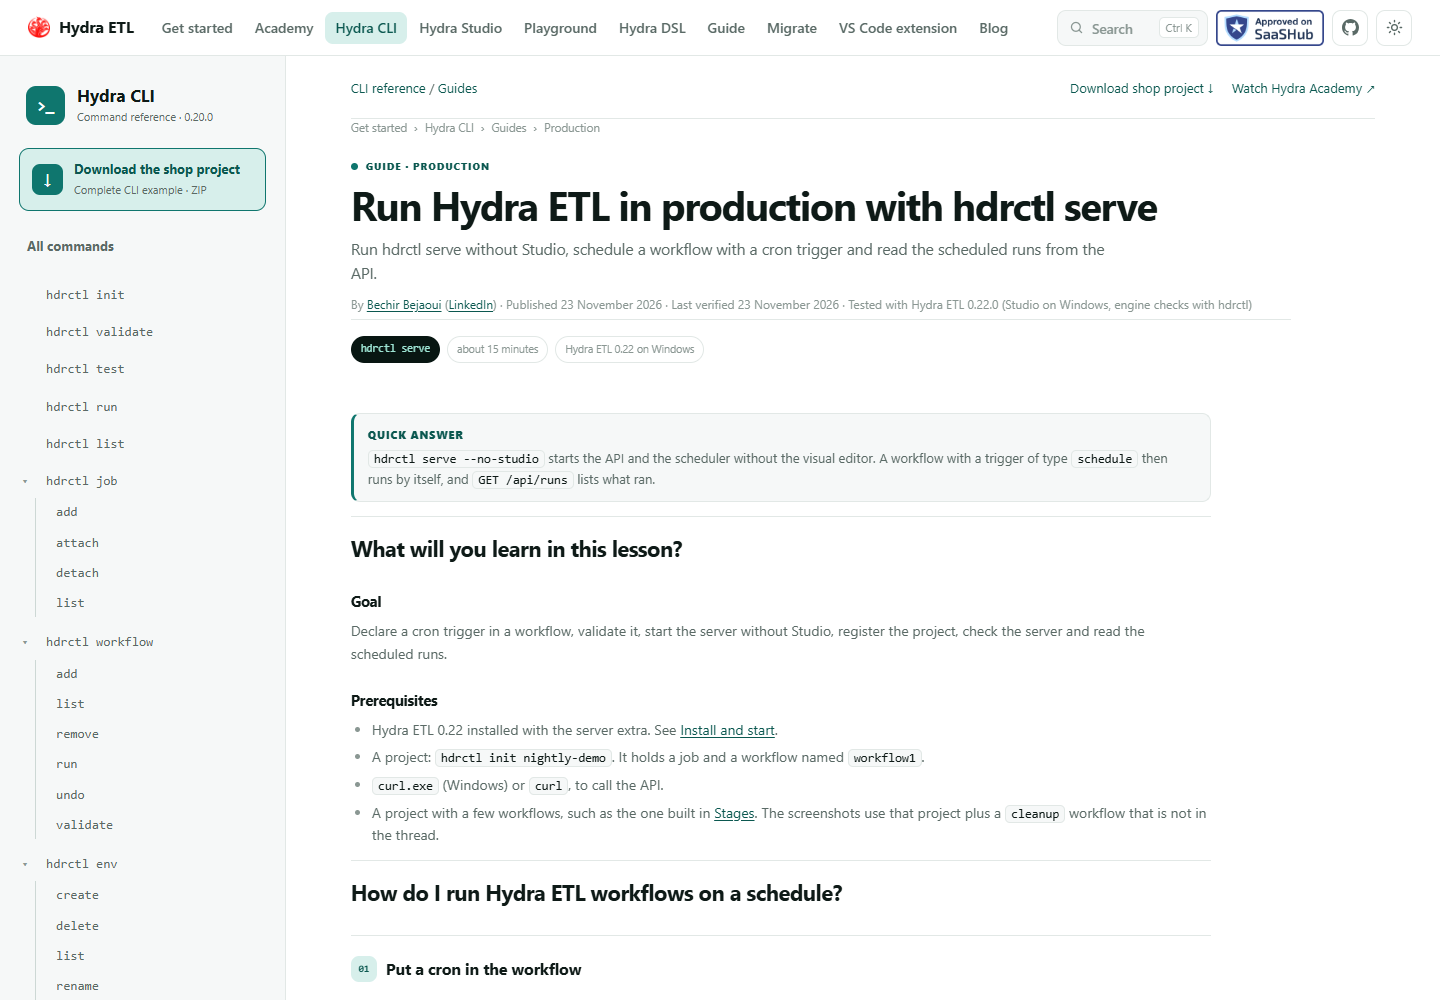 Hydra ETL
Get started
Academy
Hydra CLI
Hydra Studio
Playground
Hydra DSL
Guide
Migrate
VS Code extension
Blog
Search
Ctrl K
Approved on
SaaSHub
>_
Hydra CLI
Command reference · 0.20.0
↓
Download the shop project
Complete CLI example · ZIP
All commands
hdrctl init
hdrctl validate
hdrctl test
hdrctl run
hdrctl list
hdrctl job
add
attach
detach
list
hdrctl workflow
add
list
remove
run
undo
validate
hdrctl env
create
delete
list
rename
CLI reference / Guides
Download shop project ↓
Watch Hydra Academy ↗
Get started › Hydra CLI › Guides › Production
GUIDE · PRODUCTION
Run Hydra ETL in production with hdrctl serve
Run hdrctl serve without Studio, schedule a workflow with a cron trigger and read the scheduled runs from the
API.
By Bechir Bejaoui (LinkedIn) · Published 23 November 2026 · Last verified 23 November 2026 · Tested with Hydra ETL 0.22.0 (Studio on Windows, engine checks with hdrctl)
hdrctl serve
about 15 minutes
Hydra ETL 0.22 on Windows
QUICK ANSWER
hdrctl serve --no-studio starts the API and the scheduler without the visual editor. A workflow with a trigger of type schedule then
runs by itself, and GET /api/runs lists what ran.
What will you learn in this lesson?
Goal
Declare a cron trigger in a workflow, validate it, start the server without Studio, register the project, check the server and read the
scheduled runs.
Prerequisites
• Hydra ETL 0.22 installed with the server extra. See Install and start.
• A project: hdrctl init nightly-demo. It holds a job and a workflow named workflow1.
• curl.exe (Windows) or curl, to call the API.
• A project with a few workflows, such as the one built in Stages. The screenshots use that project plus a cleanup workflow that is not in
the thread.
How do I run Hydra ETL workflows on a schedule?
01
Put a cron in the workflow